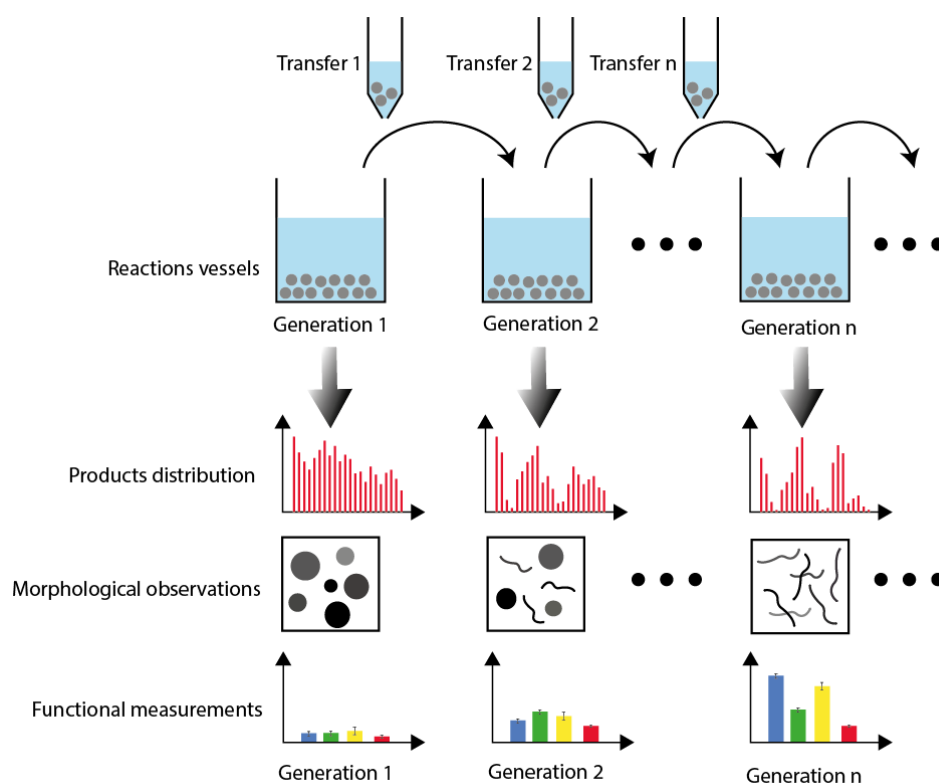 Transfer 1
Transfer 2
Transfer n
Reactions vessels
Generation 1
Generation 2
Generation n
Products distribution
Morphological observations
Functional measurements
Generation 1
Generation 2
Generation n